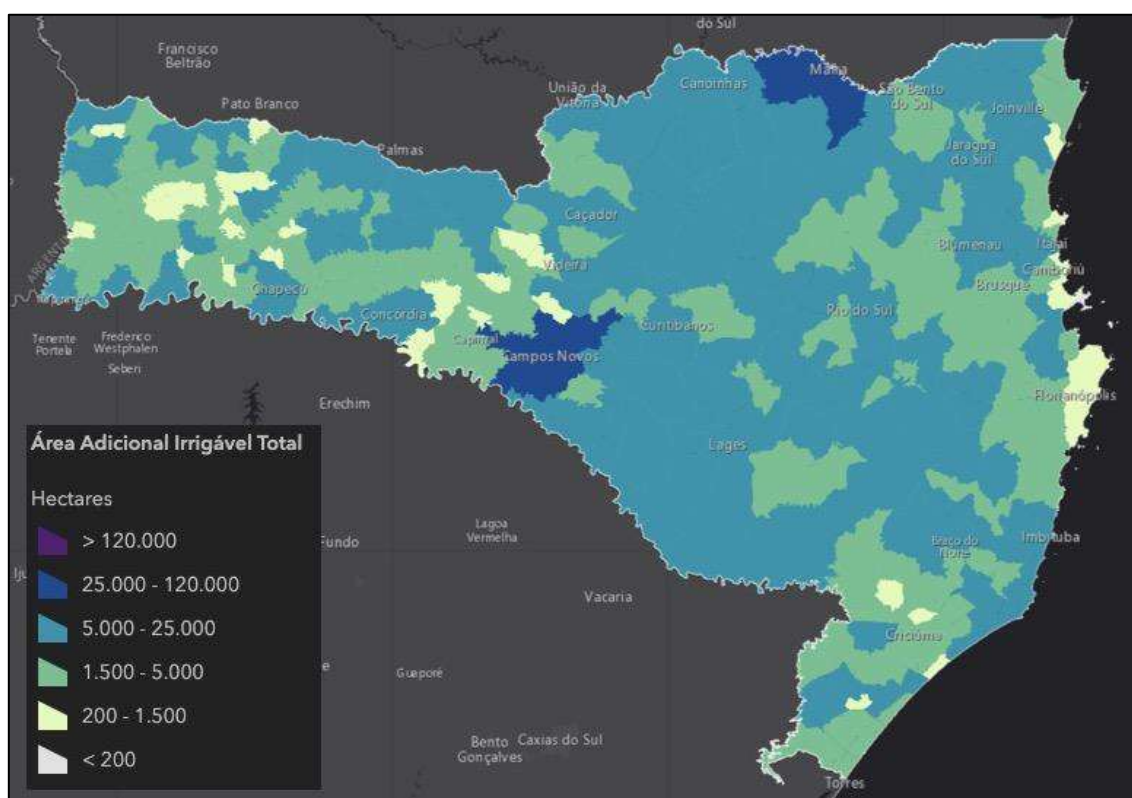 do Sul
Francisco
Beltrão
Pato Branco
União da
Vitória
Canoinhas
Mafra
São Bento
do Sul
Joinville
Jaraguá
do Sul
Palmas
Caçador
Videira
Blumenau
Itajaí
Camboriú
Brusque
ARGENTI
Chapecó
Concórdia
Capinzal
Campos Novos
Curitibanos
Rio do Sul
Florianópolis
Tenente
Portela
Frederico
Westphalen
Seberi
Erechim
Lages
Lagoa
Vermelha
Fundo
Iju
Vacaria
Braço do
Norte
Imbituba
Criciúma
Guaporé
Bento
Gonçalves
Caxias do Sul
Torres
Área Adicional Irrigável Total
Hectares
> 120.000
25.000 - 120.000
5.000 - 25.000
1.500 - 5.000
200 - 1.500
< 200